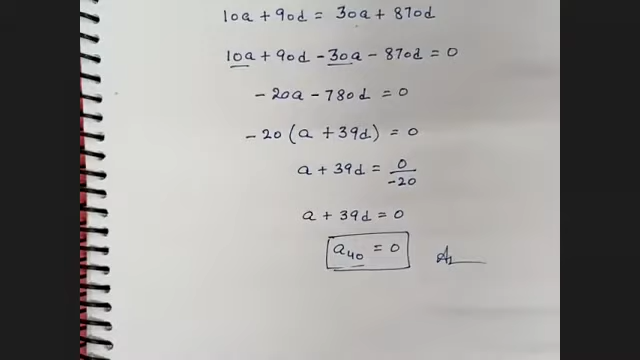 10a + 90d = 30a + 870d
10a + 90d - 30a - 870d = 0
- 20a - 780d = 0
- 20 (a + 39d) = 0
a + 39d = 0/-20
a + 39d = 0
a₄₀ = 0